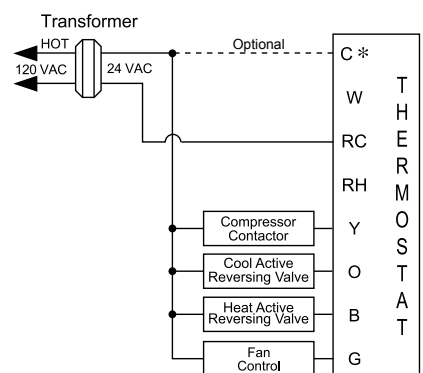 Transformer
HOT
120 VAC
24 VAC
Optional
C *
W
RC
RH
Compressor
Contactor
Y
Cool Active
Reversing Valve
O
Heat Active
Reversing Valve
B
Fan
Control
G
THERMOSTAT